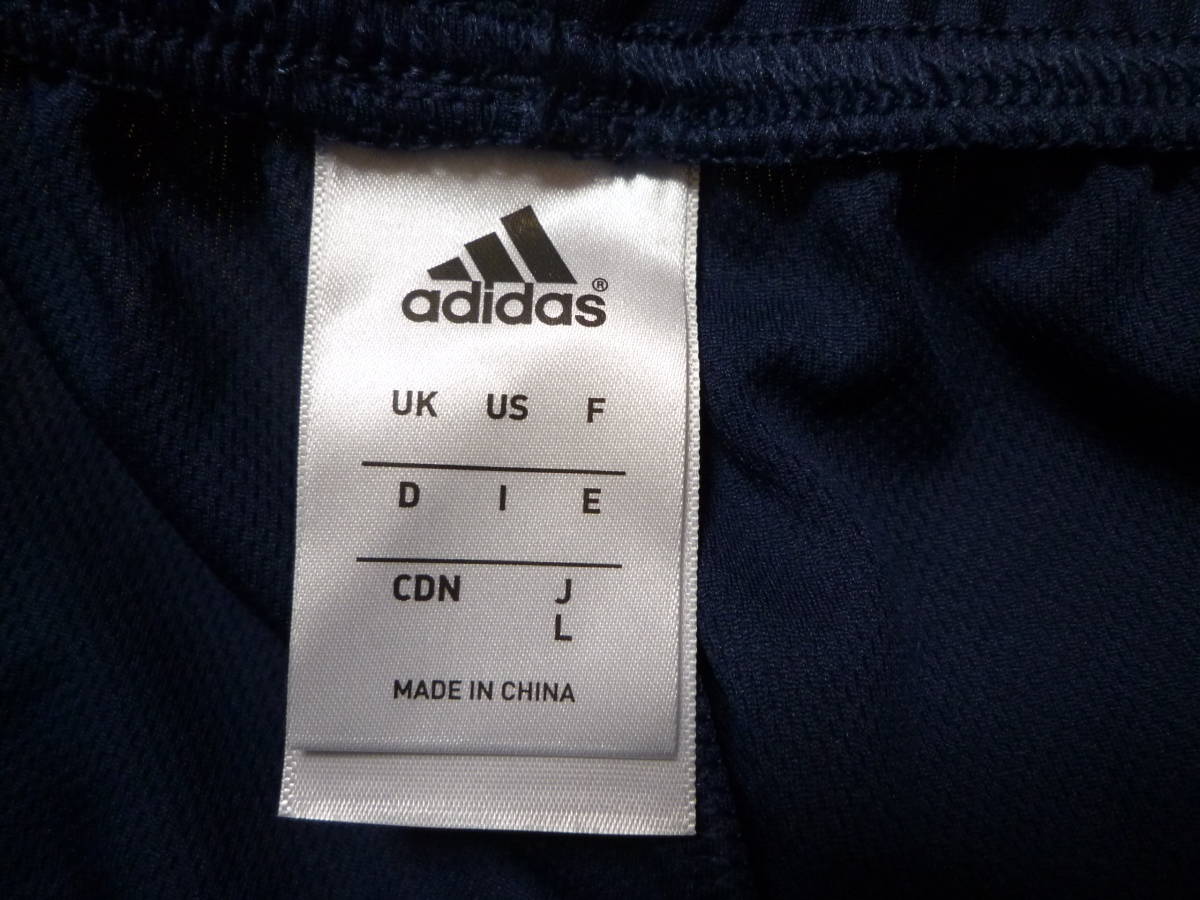 adidas®
UK US F
D I E
CDN J
L
MADE IN CHINA